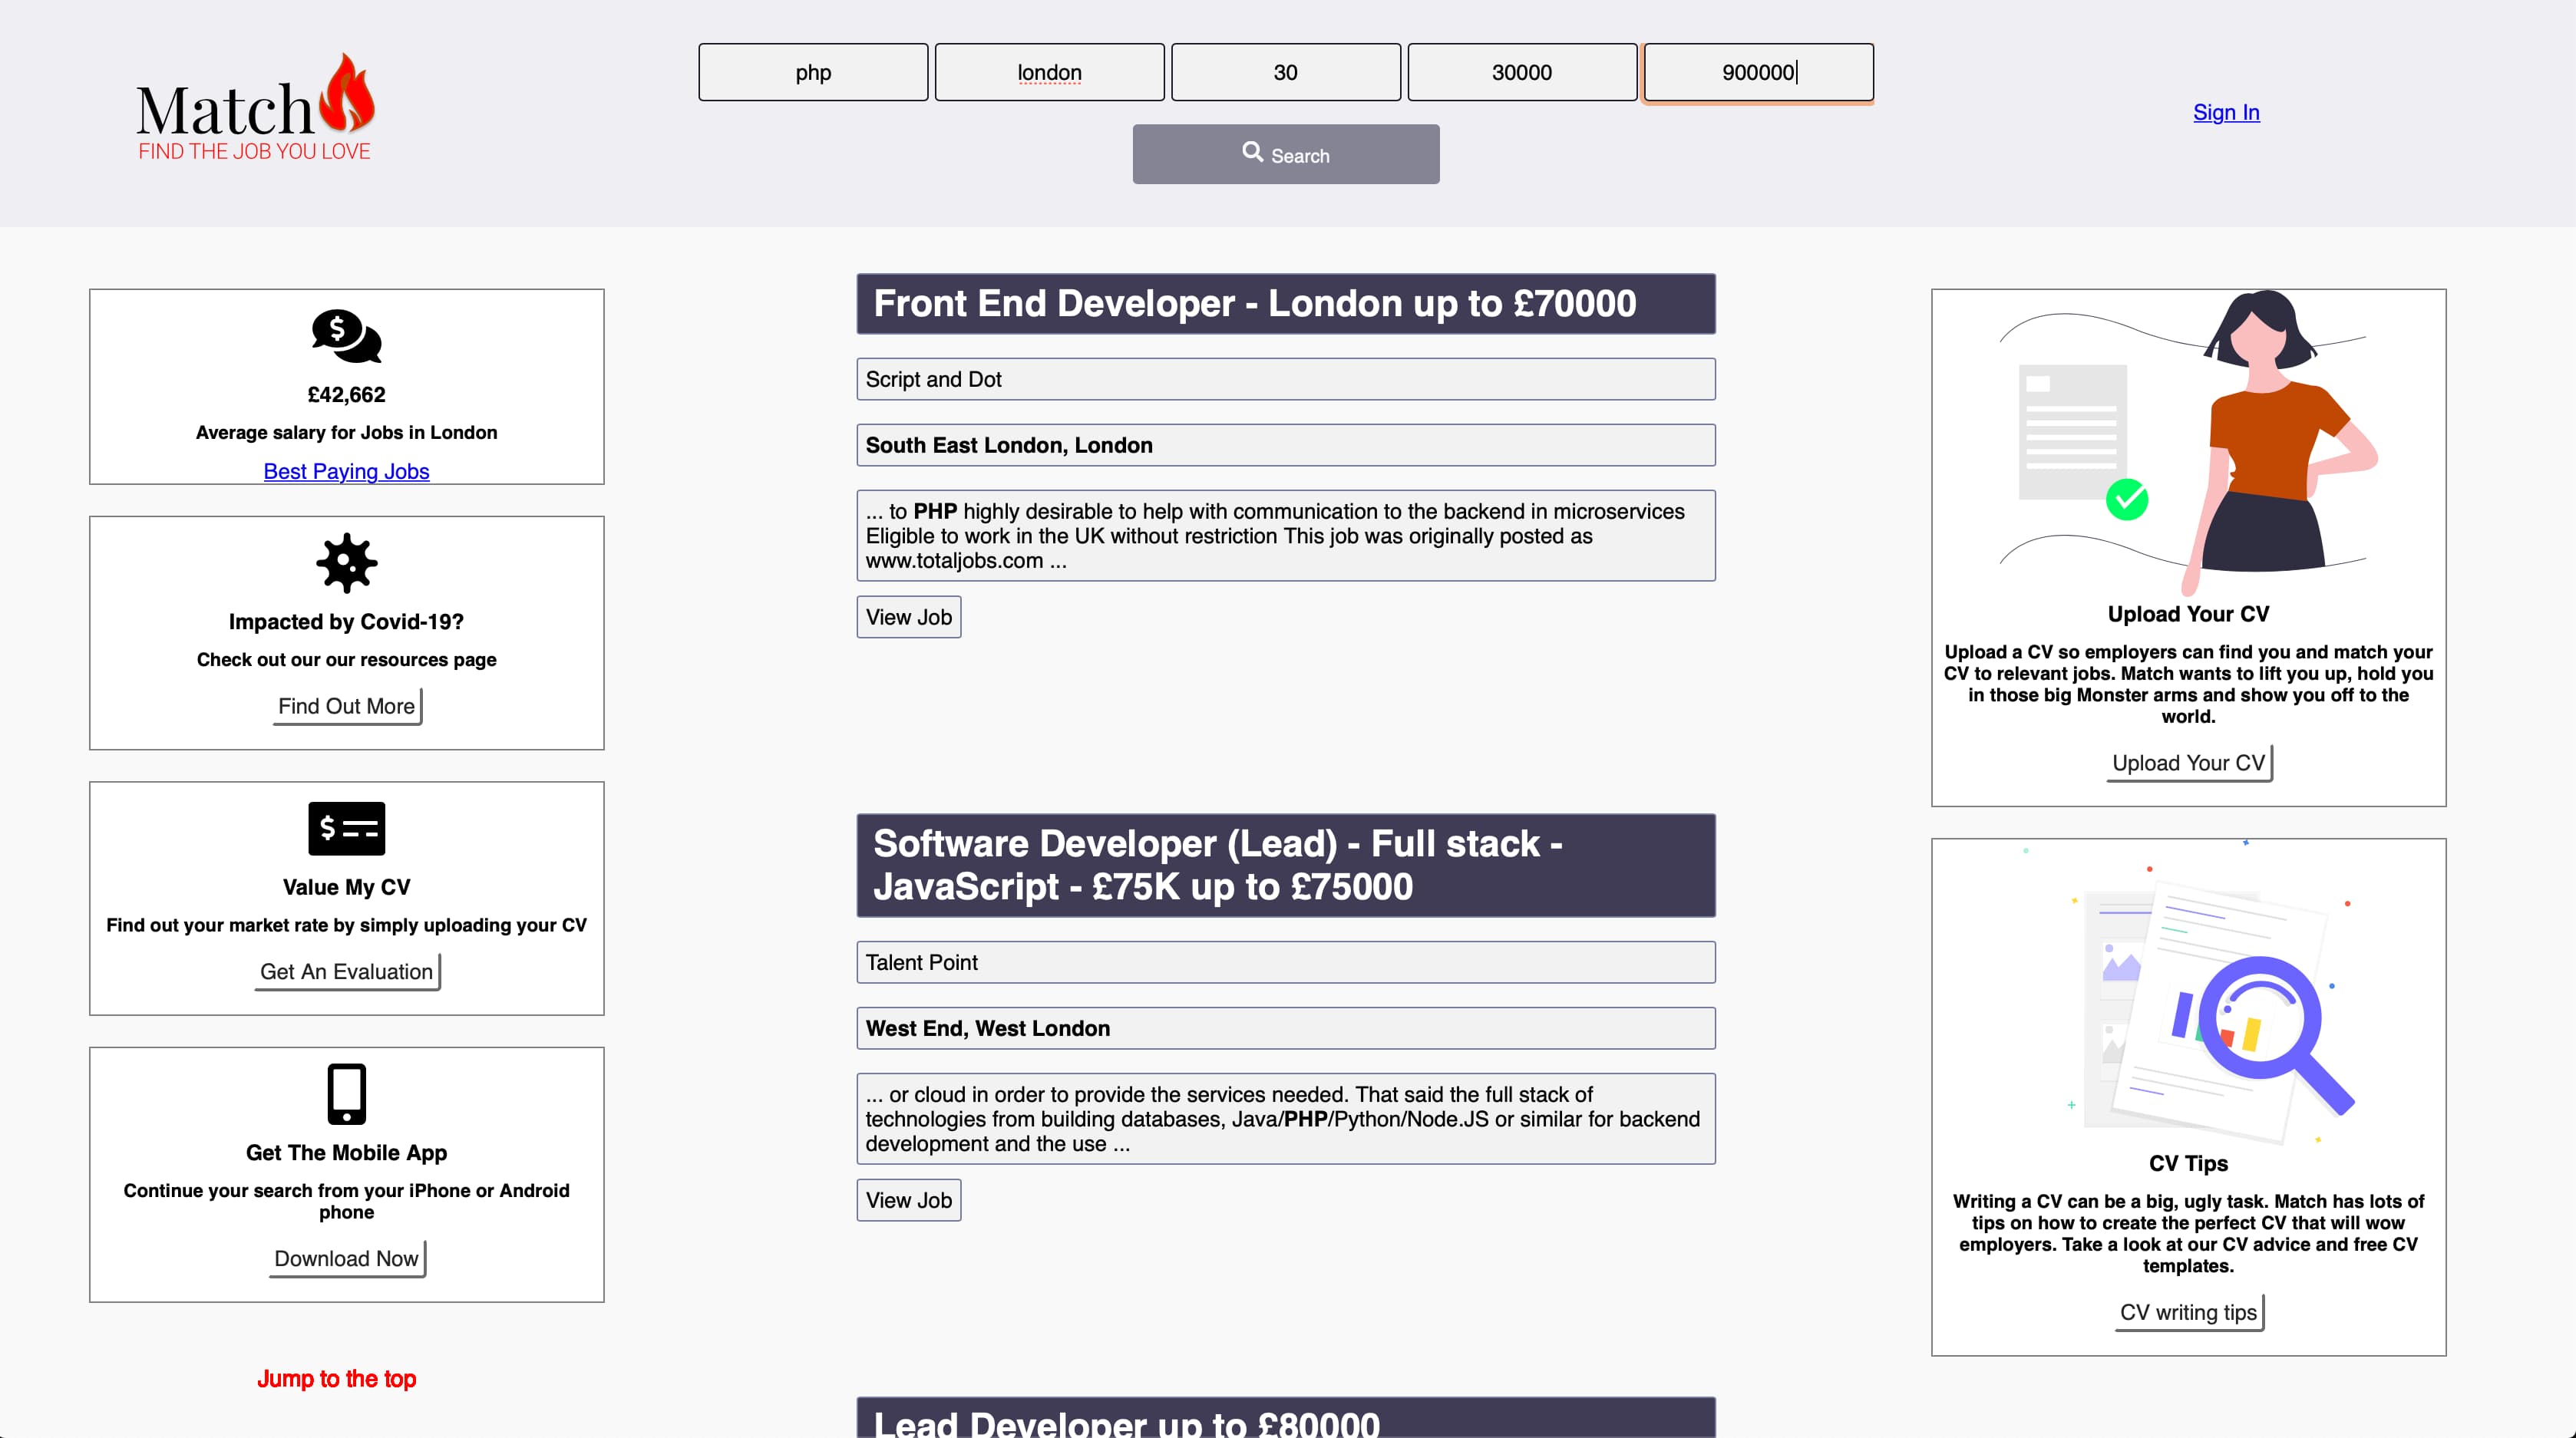 Match
FIND THE JOB YOU LOVE
php
london
30
30000
900000
Search
Sign In
£42,662
Average salary for Jobs in London
Best Paying Jobs
Impacted by Covid-19?
Check out our our resources page
Find Out More
Value My CV
Find out your market rate by simply uploading your CV
Get An Evaluation
Get The Mobile App
Continue your search from your iPhone or Android
phone
Download Now
Jump to the top
Front End Developer - London up to £70000
Script and Dot
South East London, London
... to PHP highly desirable to help with communication to the backend in microservices
Eligible to work in the UK without restriction This job was originally posted as
www.totaljobs.com ...
View Job
Software Developer (Lead) - Full stack -
JavaScript - £75K up to £75000
Talent Point
West End, West London
... or cloud in order to provide the services needed. That said the full stack of
technologies from building databases, Java/PHP/Python/Node.JS or similar for backend
development and the use ...
View Job
Lead Developer up to £80000
Upload Your CV
Upload a CV so employers can find you and match your
CV to relevant jobs. Match wants to lift you up, hold you
in those big Monster arms and show you off to the
world.
Upload Your CV
CV Tips
Writing a CV can be a big, ugly task. Match has lots of
tips on how to create the perfect CV that will wow
employers. Take a look at our CV advice and free CV
templates.
CV writing tips